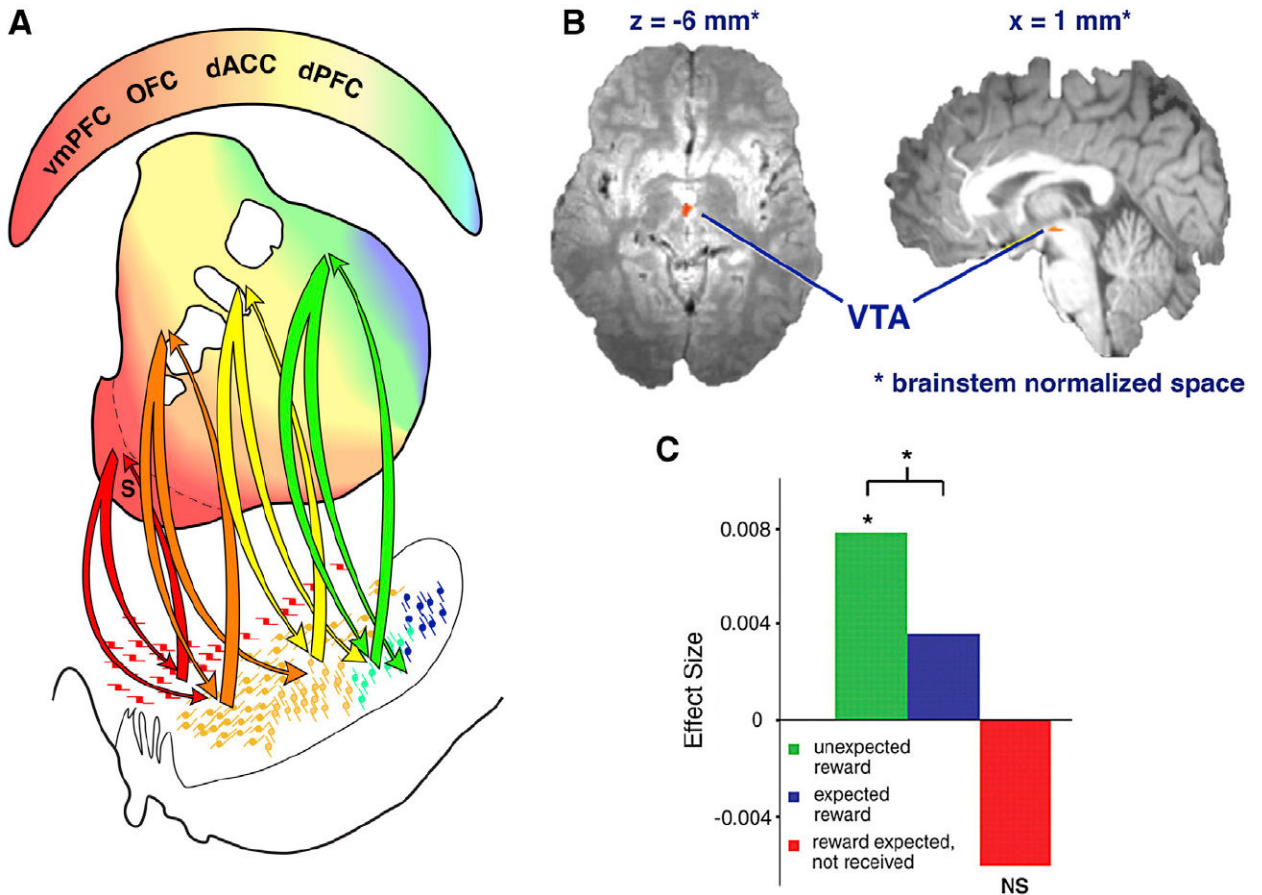 A
vmPFC OFC dACC dPFC
S
B
z = -6 mm*
x = 1 mm*
VTA
* brainstem normalized space
C
*
*
0.008
0.004
0
-0.004
Effect Size
unexpected
reward
expected
reward
reward expected,
not received
NS